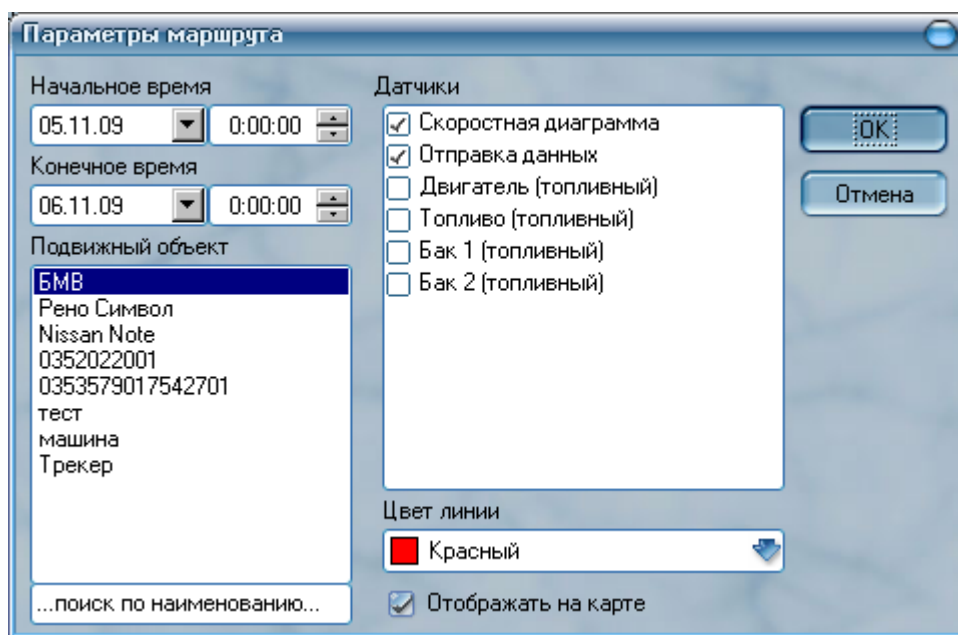 Параметры маршрута
Начальное время
05.11.09 0:00:00
Конечное время
06.11.09 0:00:00
Подвижный объект
БМВ
Рено Символ
Nissan Note
0352022001
0353579017542701
тест
машина
Трекер
...поиск по наименованию...
Датчики
Скоростная диаграмма
Отправка данных
Двигатель (топливный)
Топливо (топливный)
Бак 1 (топливный)
Бак 2 (топливный)
Цвет линии
Красный
Отображать на карте
OK
Отмена